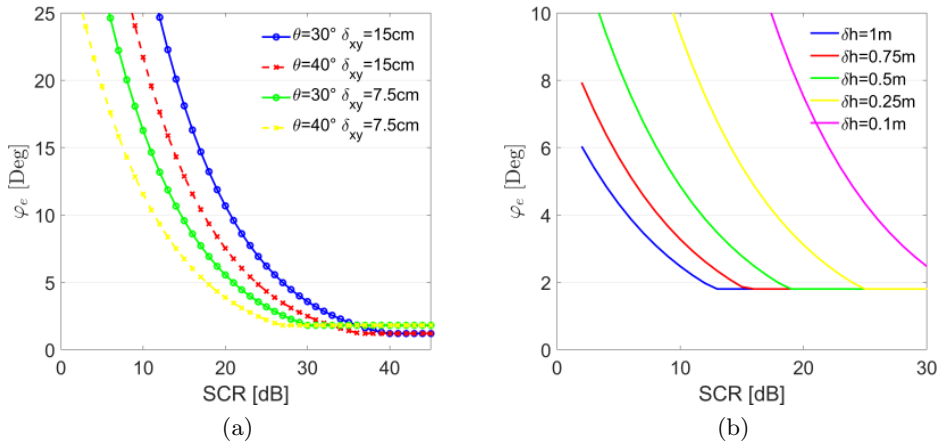 25
20
15
10
5
0
φₑ [Deg]
0
10
20
30
40
SCR [dB]
θ=30° δxy=15cm
θ=40° δxy=15cm
θ=30° δxy=7.5cm
θ=40° δxy=7.5cm
(a)
10
8
6
4
2
0
φₑ [Deg]
0
10
20
30
SCR [dB]
δh=1m
δh=0.75m
δh=0.5m
δh=0.25m
δh=0.1m
(b)